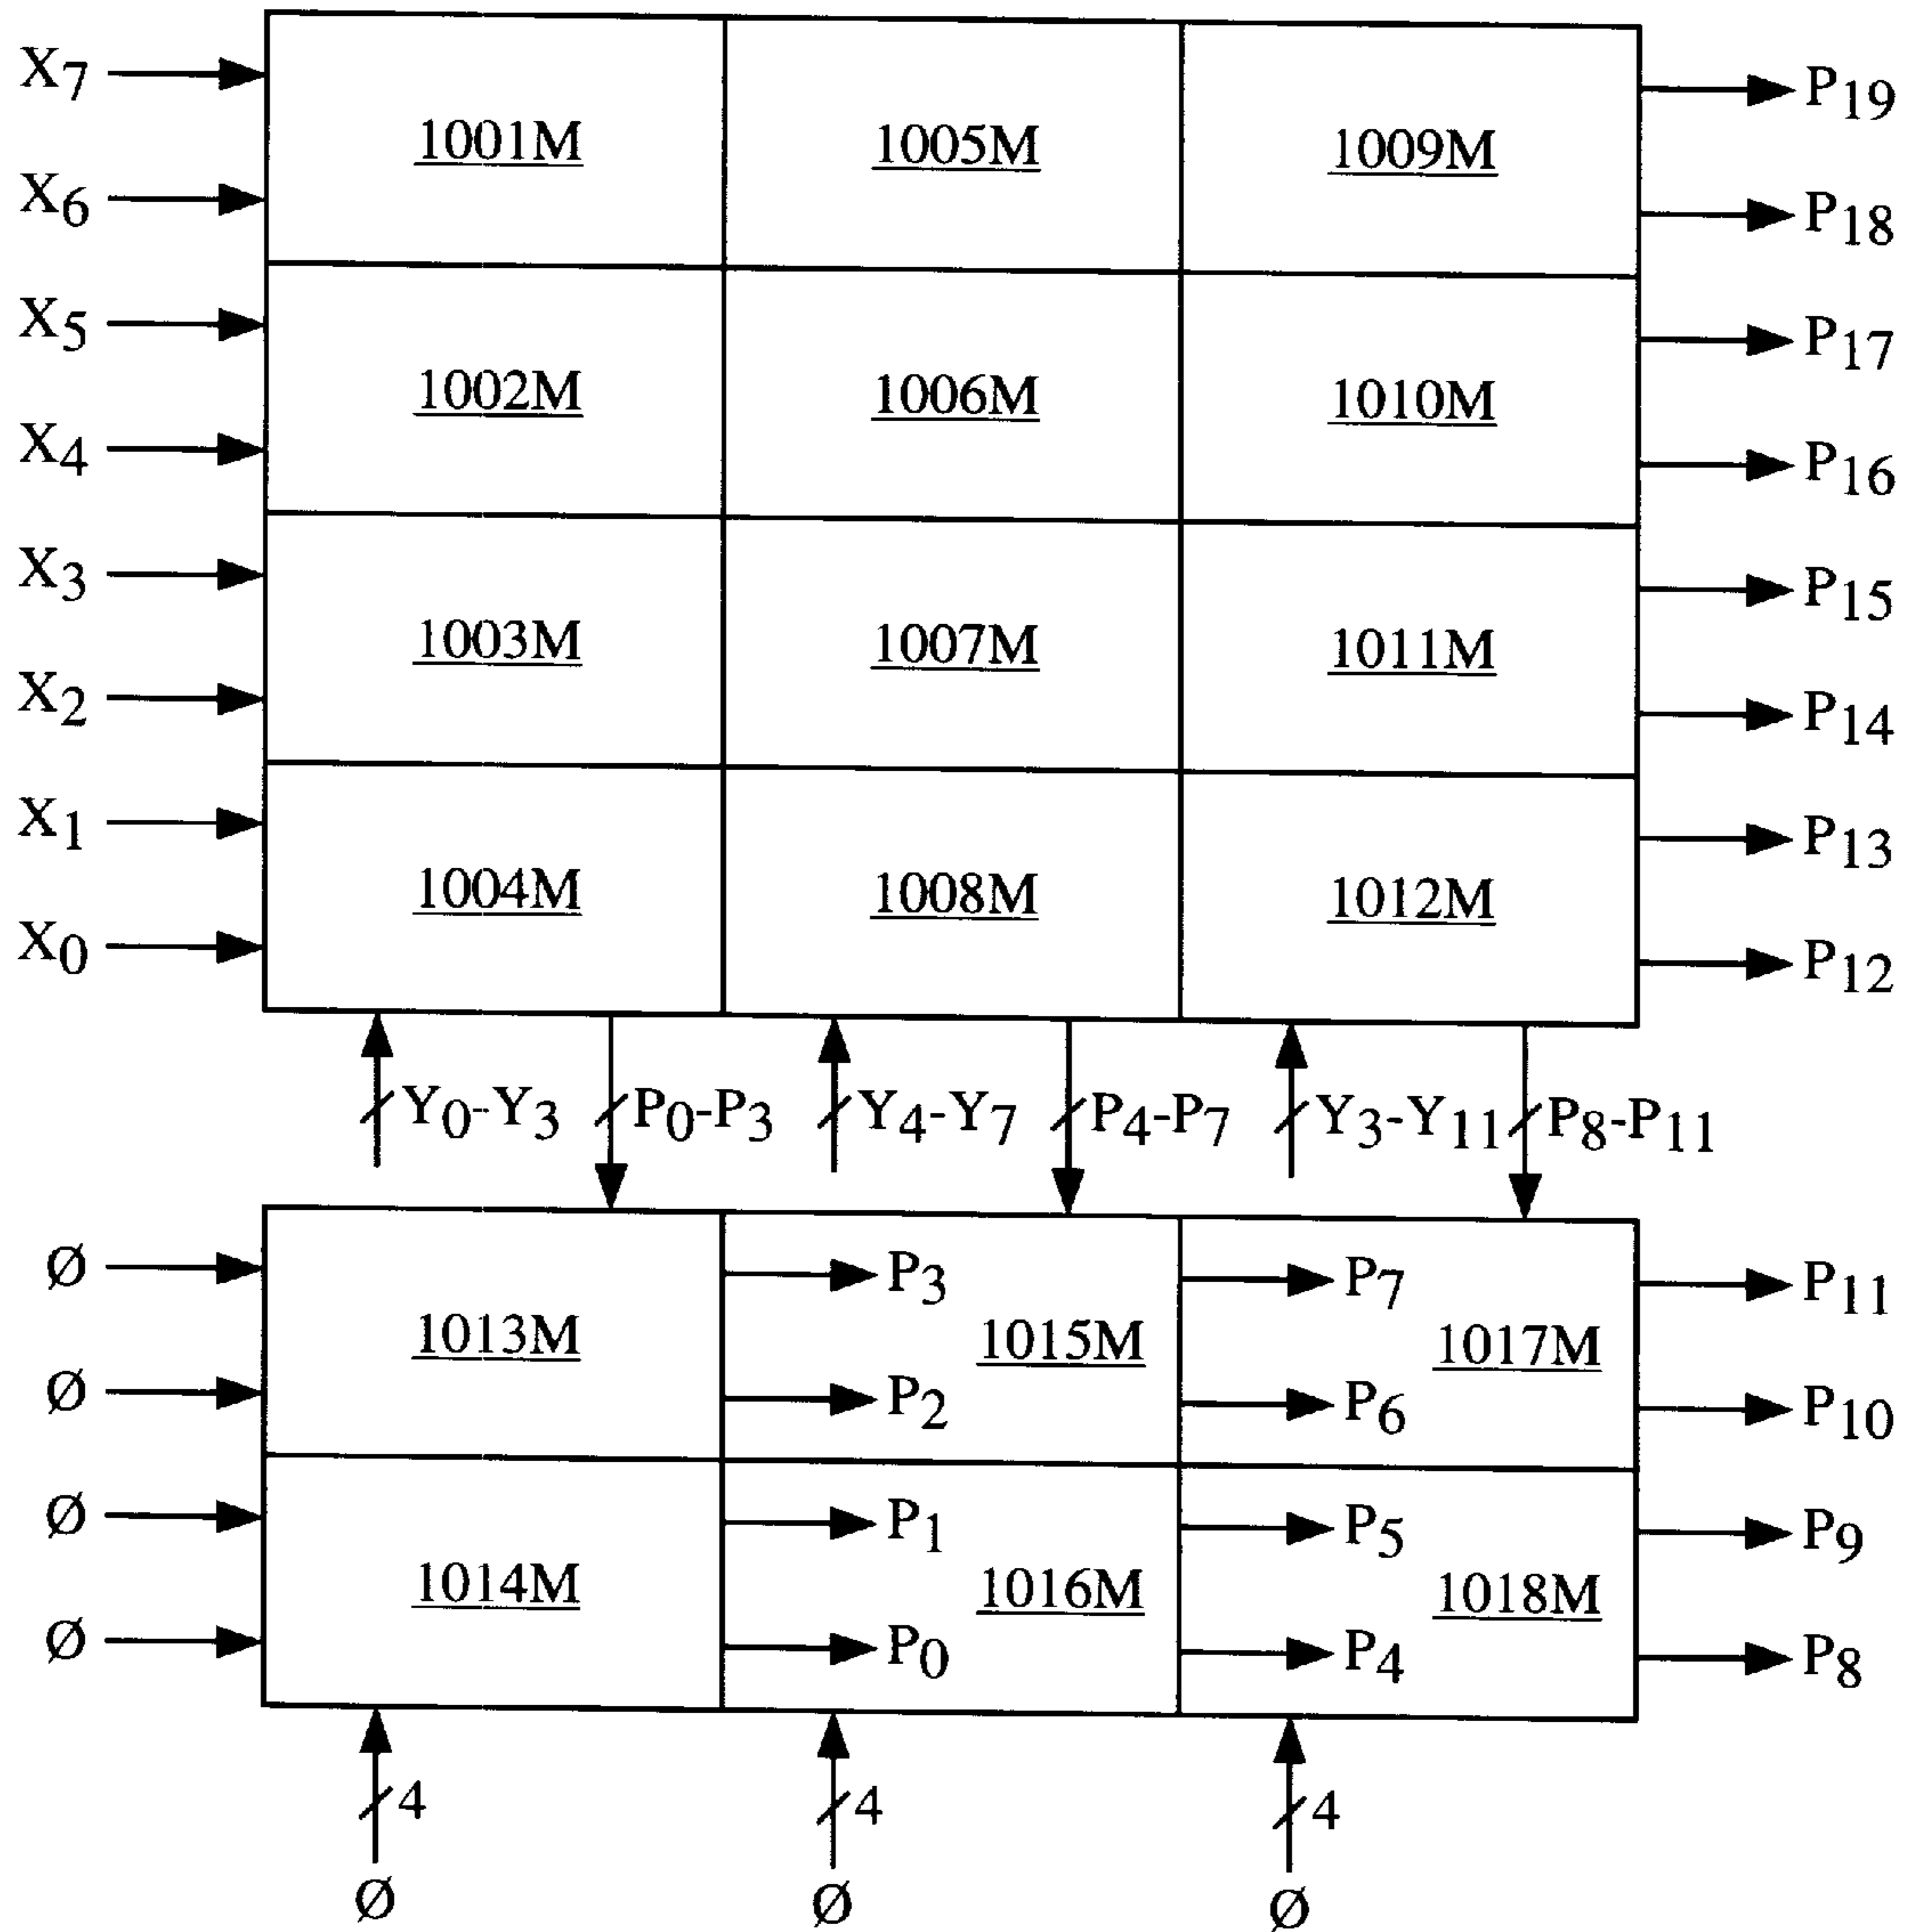 X7 P19
1001M 1005M 1009M
X6 P18
X5 P17
1002M 1006M 1010M
X4 P16
X3 P15
1003M 1007M 1011M
X2 P14
X1 P13
1004M 1008M 1012M
X0 P12
Y0-Y3 P0-P3 Y4-Y7 P4-P7 Y3-Y11 P8-P11
Ø P3 P7 P11
1013M 1015M 1017M
Ø P2 P6 P10
Ø P1 P5 P9
1014M 1016M 1018M
Ø P0 P4 P8
4 4 4
Ø Ø Ø